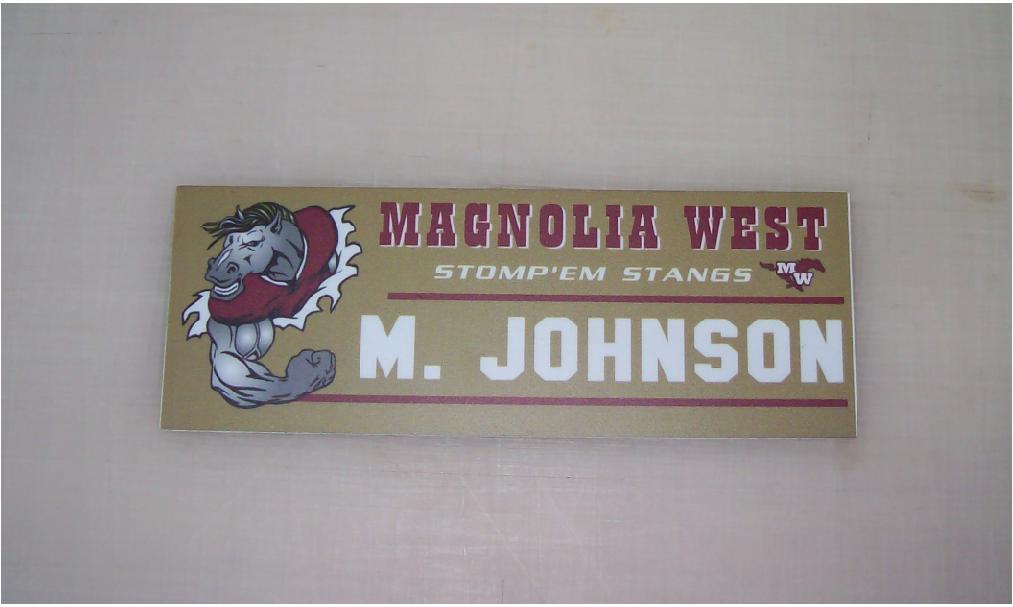 MAGNOLIA WEST
STOMP'EM STANGS
MW
M. JOHNSON